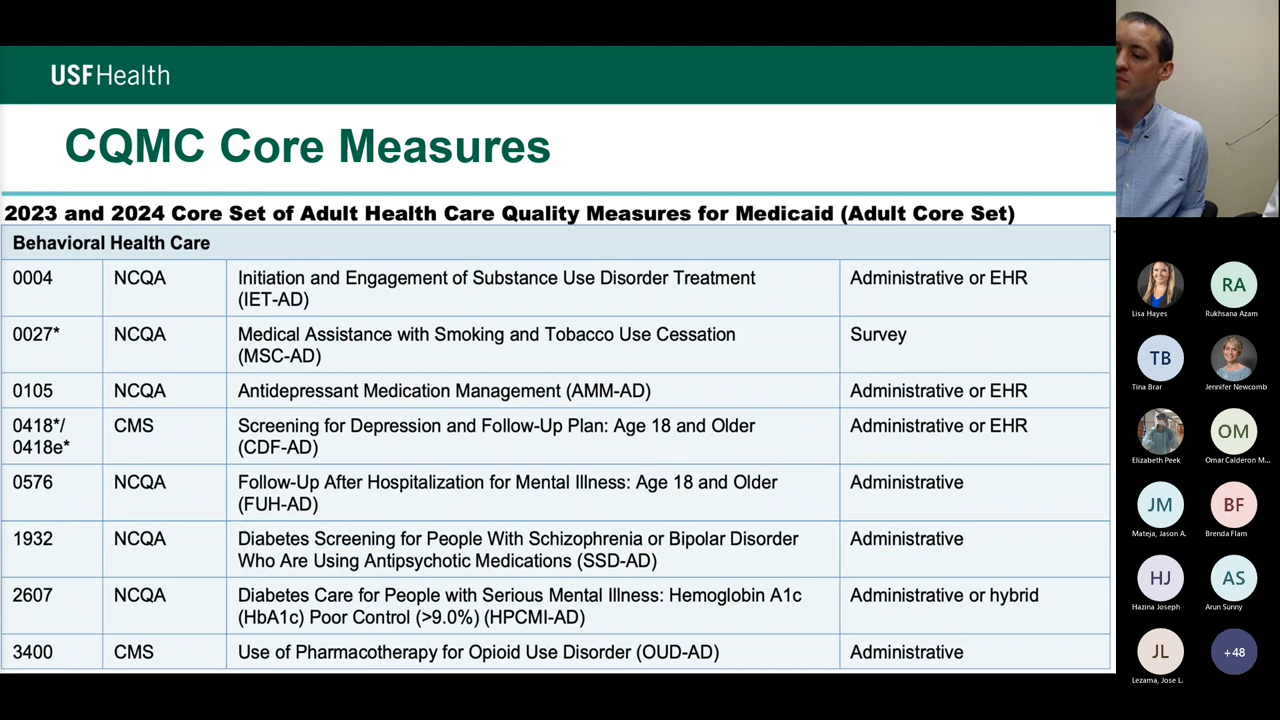 USFHealth
CQMC Core Measures
2023 and 2024 Core Set of Adult Health Care Quality Measures for Medicaid (Adult Core Set)
Behavioral Health Care
0004 NCQA Initiation and Engagement of Substance Use Disorder Treatment Administrative or EHR
(IET-AD)
0027* NCQA Medical Assistance with Smoking and Tobacco Use Cessation Survey
(MSC-AD)
0105 NCQA Antidepressant Medication Management (AMM-AD) Administrative or EHR
0418*/ CMS Screening for Depression and Follow-Up Plan: Age 18 and Older Administrative or EHR
0418e* (CDF-AD)
0576 NCQA Follow-Up After Hospitalization for Mental Illness: Age 18 and Older Administrative
(FUH-AD)
1932 NCQA Diabetes Screening for People With Schizophrenia or Bipolar Disorder Administrative
Who Are Using Antipsychotic Medications (SSD-AD)
2607 NCQA Diabetes Care for People with Serious Mental Illness: Hemoglobin A1c Administrative or hybrid
(HbA1c) Poor Control (>9.0%) (HPCMI-AD)
3400 CMS Use of Pharmacotherapy for Opioid Use Disorder (OUD-AD) Administrative
RA
Lisa Hayes Rukhsana Azam
TB
Tina Brar Jennifer Newcomb
OM
Elizabeth Peek Omar Calderon M...
JM BF
Mateja, Jason A. Brenda Flam
HJ AS
Hazina Joseph Arun Sunny
JL +48
Lezama, Jose L.